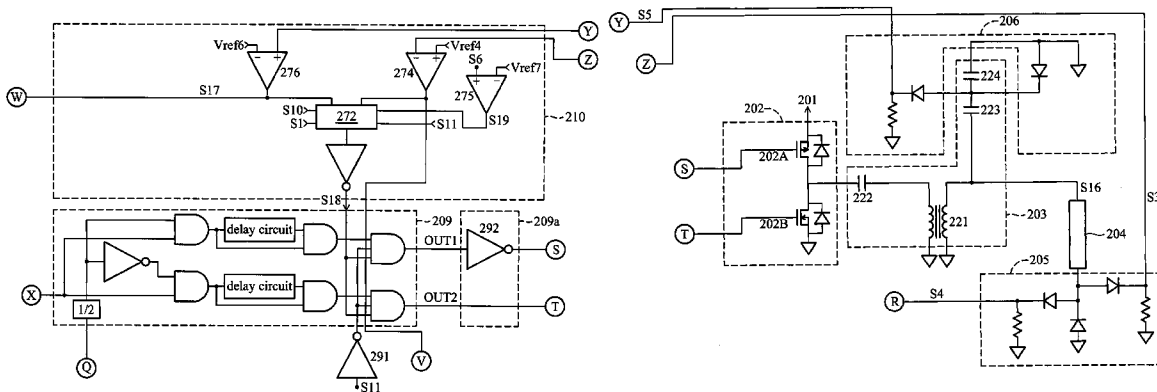 Vref6
276
Y
Vref4
274
Z
S6
Vref7
275
W
S17
S10
272
S1
S11
S19
210
S18
delay circuit
209
209a
OUT1
292
S
delay circuit
X
OUT2
T
1/2
291
V
Q
S11
Y
S5
206
Z
224
223
201
202
S
202A
222
S16
S3
T
202B
221
203
204
205
R
S4